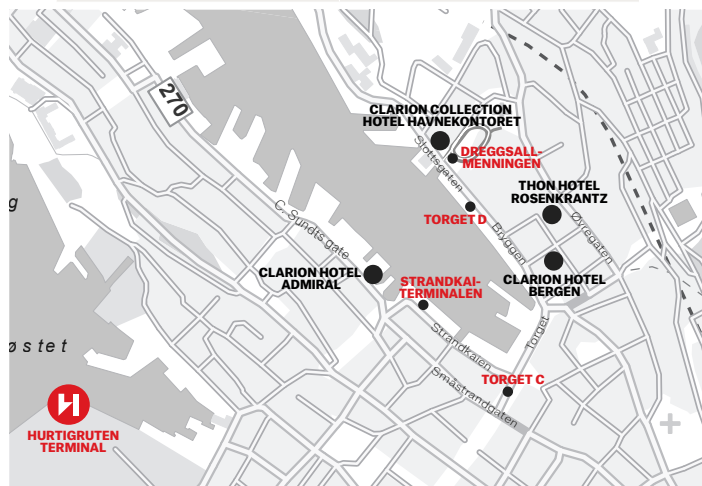 270
CLARION COLLECTION
HOTEL HAVNEKONTORET
DREGGSALL-
MENNINGEN
Slottsgaten
THON HOTEL
ROSENKRANTZ
g
TORGET D
C. Sundts gate
Bryggen
Øvregaten
CLARION HOTEL
ADMIRAL
STRANDKAI-
TERMINALEN
CLARION HOTEL
BERGEN
østet
Strandkaien
Torget
Småstrandgaten
TORGET C
H
HURTIGRUTEN
TERMINAL